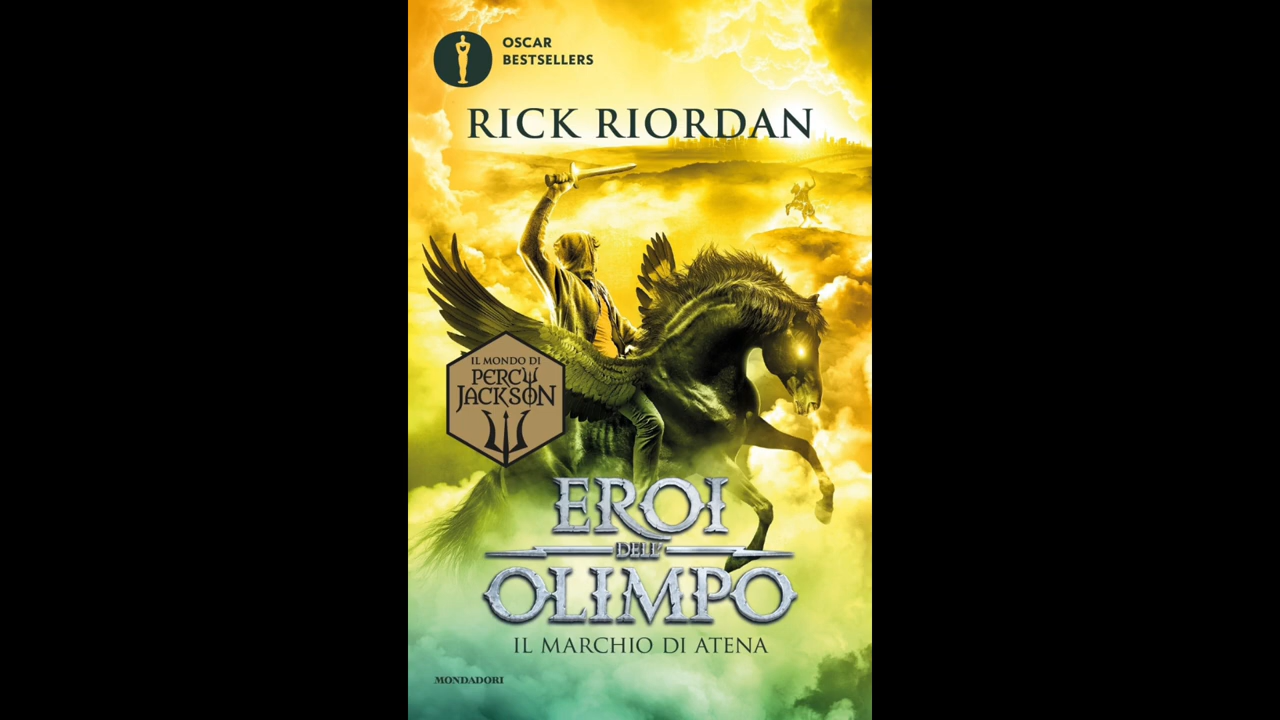 OSCAR
BESTSELLERS
RICK RIORDAN
IL MONDO DI
PERCY
JACKSON
EROI
DELL'
OLIMPO
IL MARCHIO DI ATENA
MONDADORI